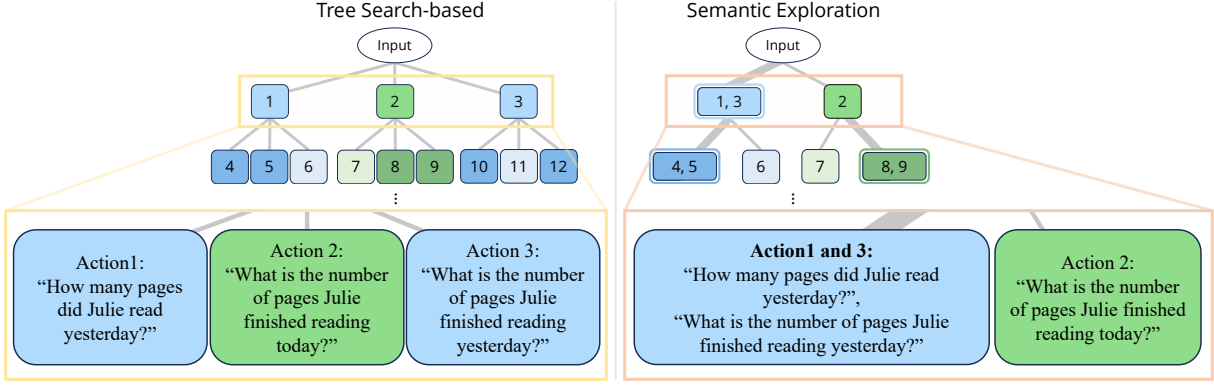 Tree Search-based
Input
1
2
3
4
5
6
7
8
9
10
11
12
⋮
Action1:
“How many pages
did Julie read
yesterday?”
Action 2:
“What is the number
of pages Julie
finished reading
today?”
Action 3:
“What is the number
of pages Julie
finished reading
yesterday?”
Semantic Exploration
Input
1, 3
2
4, 5
6
7
8, 9
⋮
Action1 and 3:
“How many pages did Julie read
yesterday?”,
“What is the number of pages Julie
finished reading yesterday?”
Action 2:
“What is the number
of pages Julie finished
reading today?”